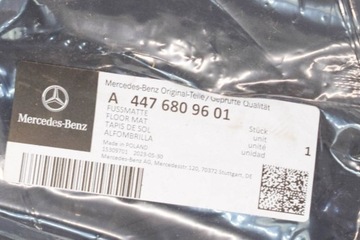 Mercedes-Benz Original-Teile / Geprüfte Qualität
A 447 680 96 01
FUSSMATTE
FLOOR MAT
TAPIS DE SOL
ALFOMBRILLA
Stück
unit
unité
unidad
1
Made in POLAND
Mercedes-Benz AG, Mercedesstr. 120, 70372 Stuttgart, DE
Mercedes-Benz